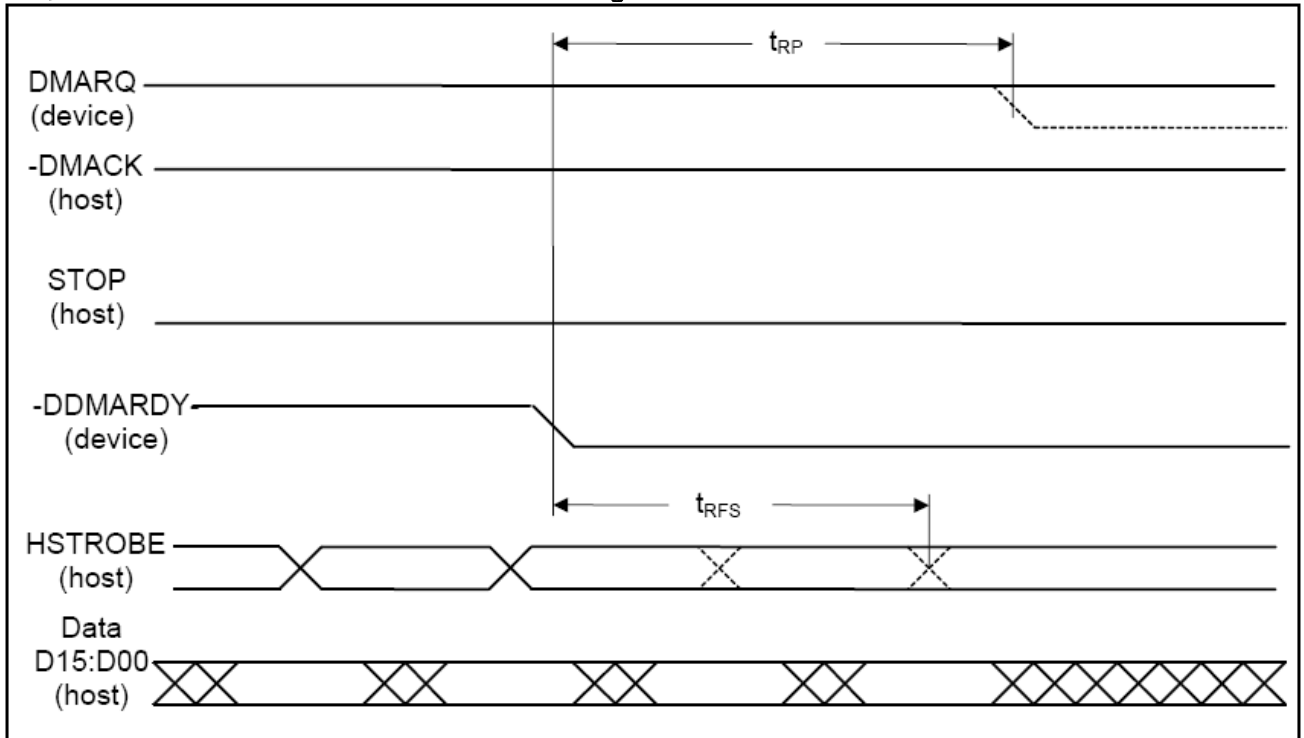 tRP
DMARQ
(device)
-DMACK
(host)
STOP
(host)
-DDMARDY
(device)
tRFS
HSTROBE
(host)
Data
D15:D00
(host)